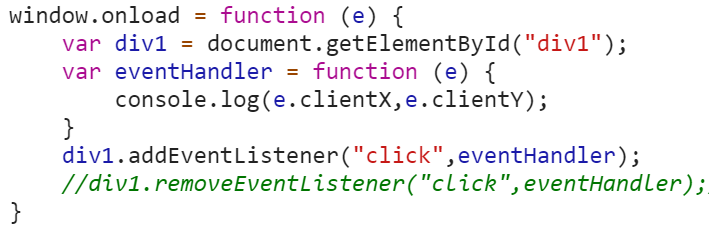 window.onload = function (e) {
    var div1 = document.getElementById("div1");
    var eventHandler = function (e) {
        console.log(e.clientX,e.clientY);
    }
    div1.addEventListener("click",eventHandler);
    //div1.removeEventListener("click",eventHandler);
}